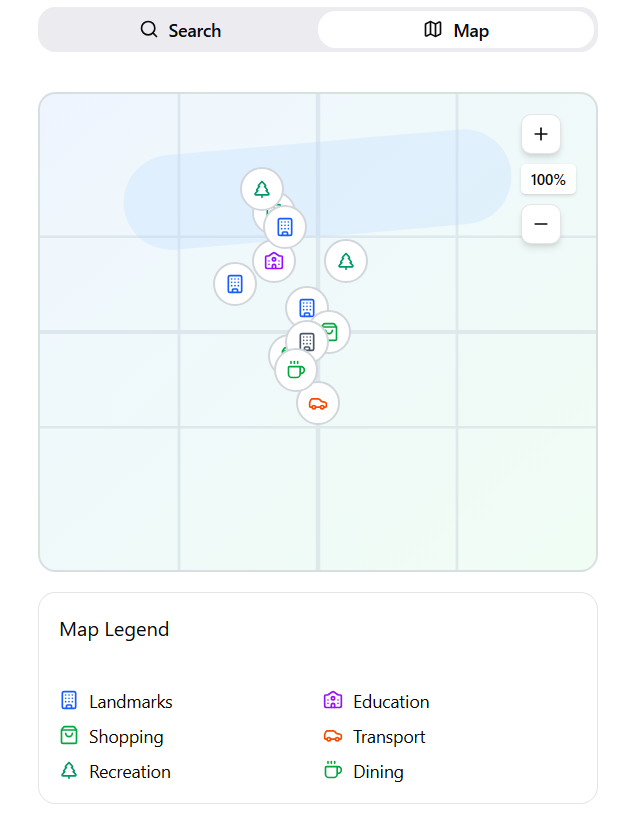 Search
Map
+
100%
−
Map Legend
Landmarks
Education
Shopping
Transport
Recreation
Dining